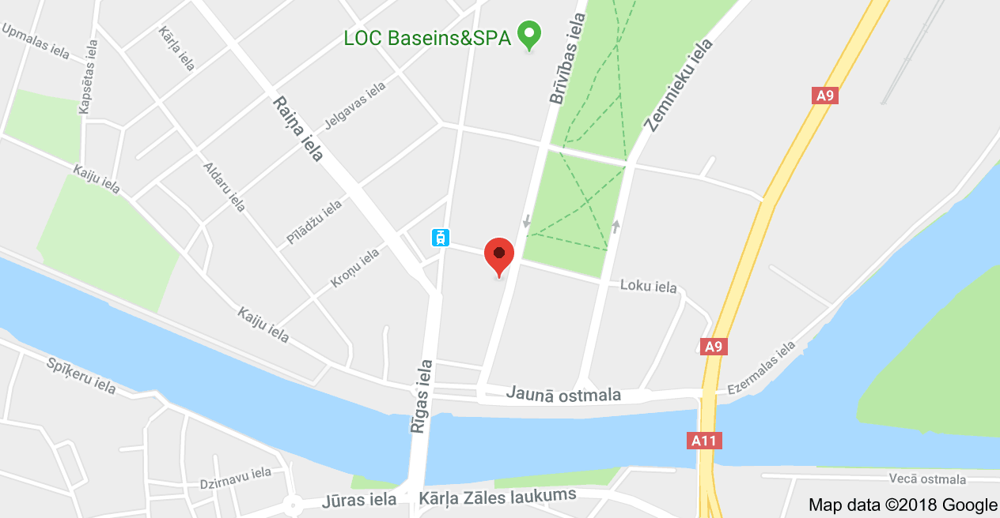 LOC Baseins&SPA
Brīvības iela
Upmalas iela
Kārļa iela
Kapsētas iela
Zemnieku iela
A9
Raiņa iela
Jelgavas iela
Kaiju iela
Aldaru iela
Pīlādžu iela
Kroņu iela
Loku iela
Kaiju iela
A9
Ezermalas iela
Spīķeru iela
Rīgas iela
Jaunā ostmala
A11
Dzirnavu iela
Vecā ostmala
Jūras iela
Kārļa Zāles laukums
Map data ©2018 Google